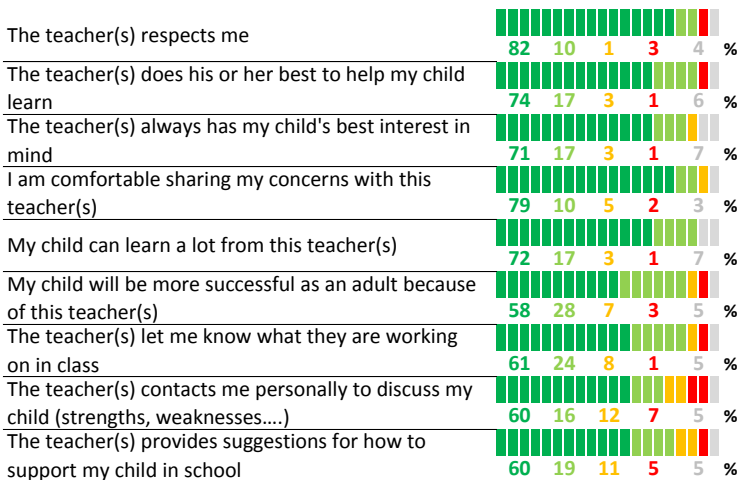 The teacher(s) respects me
82 10 1 3 4 %
The teacher(s) does his or her best to help my child
learn
74 17 3 1 6 %
The teacher(s) always has my child's best interest in
mind
71 17 3 1 7 %
I am comfortable sharing my concerns with this
teacher(s)
79 10 5 2 3 %
My child can learn a lot from this teacher(s)
72 17 3 1 7 %
My child will be more successful as an adult because
of this teacher(s)
58 28 7 3 5 %
The teacher(s) let me know what they are working
on in class
61 24 8 1 5 %
The teacher(s) contacts me personally to discuss my
child (strengths, weaknesses....)
60 16 12 7 5 %
The teacher(s) provides suggestions for how to
support my child in school
60 19 11 5 5 %